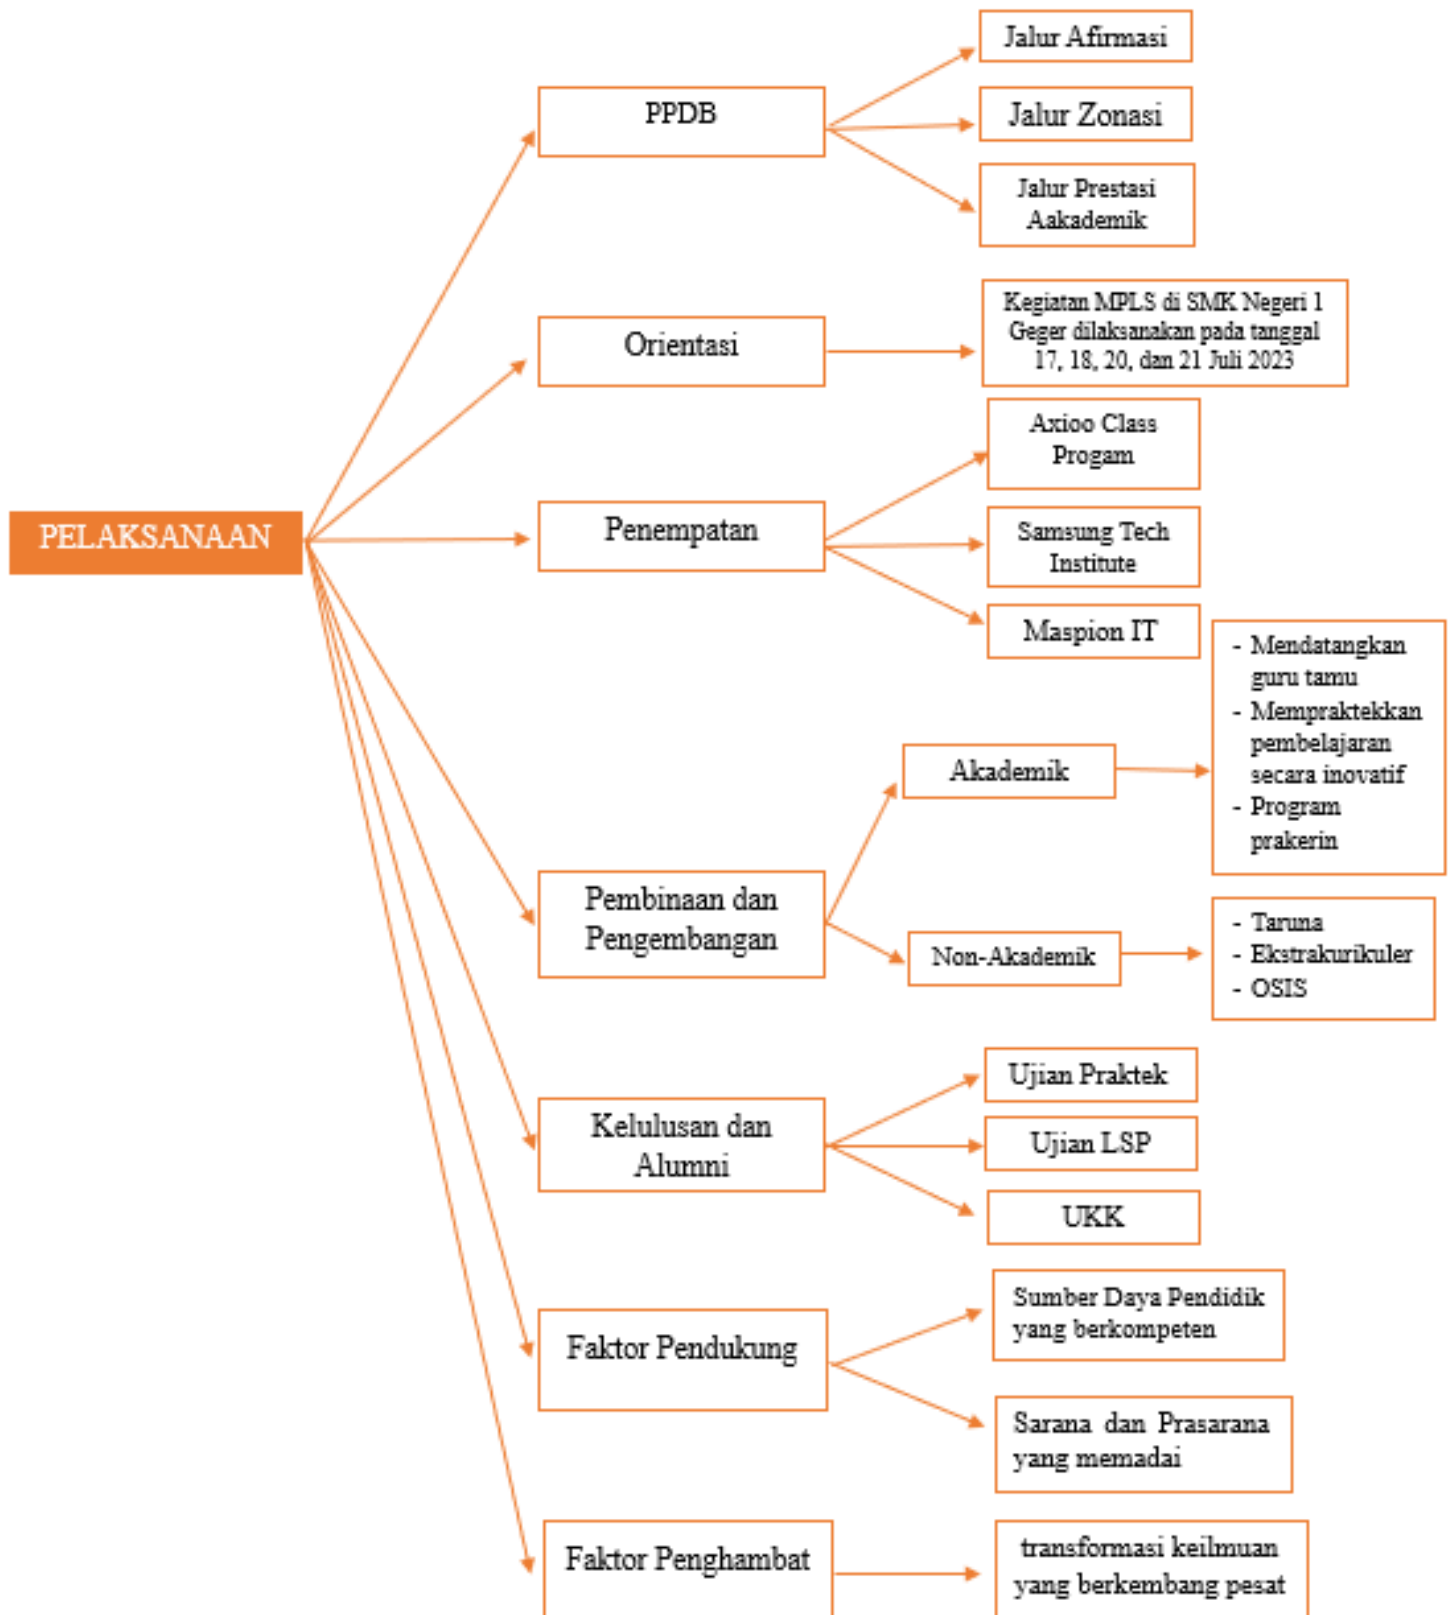 PELAKSANAAN
PPDB
Jalur Afirmasi
Jalur Zonasi
Jalur Prestasi
Aakademik
Orientasi
Kegiatan MPLS di SMK Negeri 1
Geger dilaksanakan pada tanggal
17, 18, 20, dan 21 Juli 2023
Penempatan
Axioo Class
Progam
Samsung Tech
Institute
Maspion IT
Pembinaan dan
Pengembangan
Akademik
- Mendatangkan
guru tamu
- Mempraktekkan
pembelajaran
secara inovatif
- Program
prakerin
Non-Akademik
- Taruna
- Ekstrakurikuler
- OSIS
Kelulusan dan
Alumni
Ujian Praktek
Ujian LSP
UKK
Faktor Pendukung
Sumber Daya Pendidik
yang berkompeten
Sarana dan Prasarana
yang memadai
Faktor Penghambat
transformasi keilmuan
yang berkembang pesat